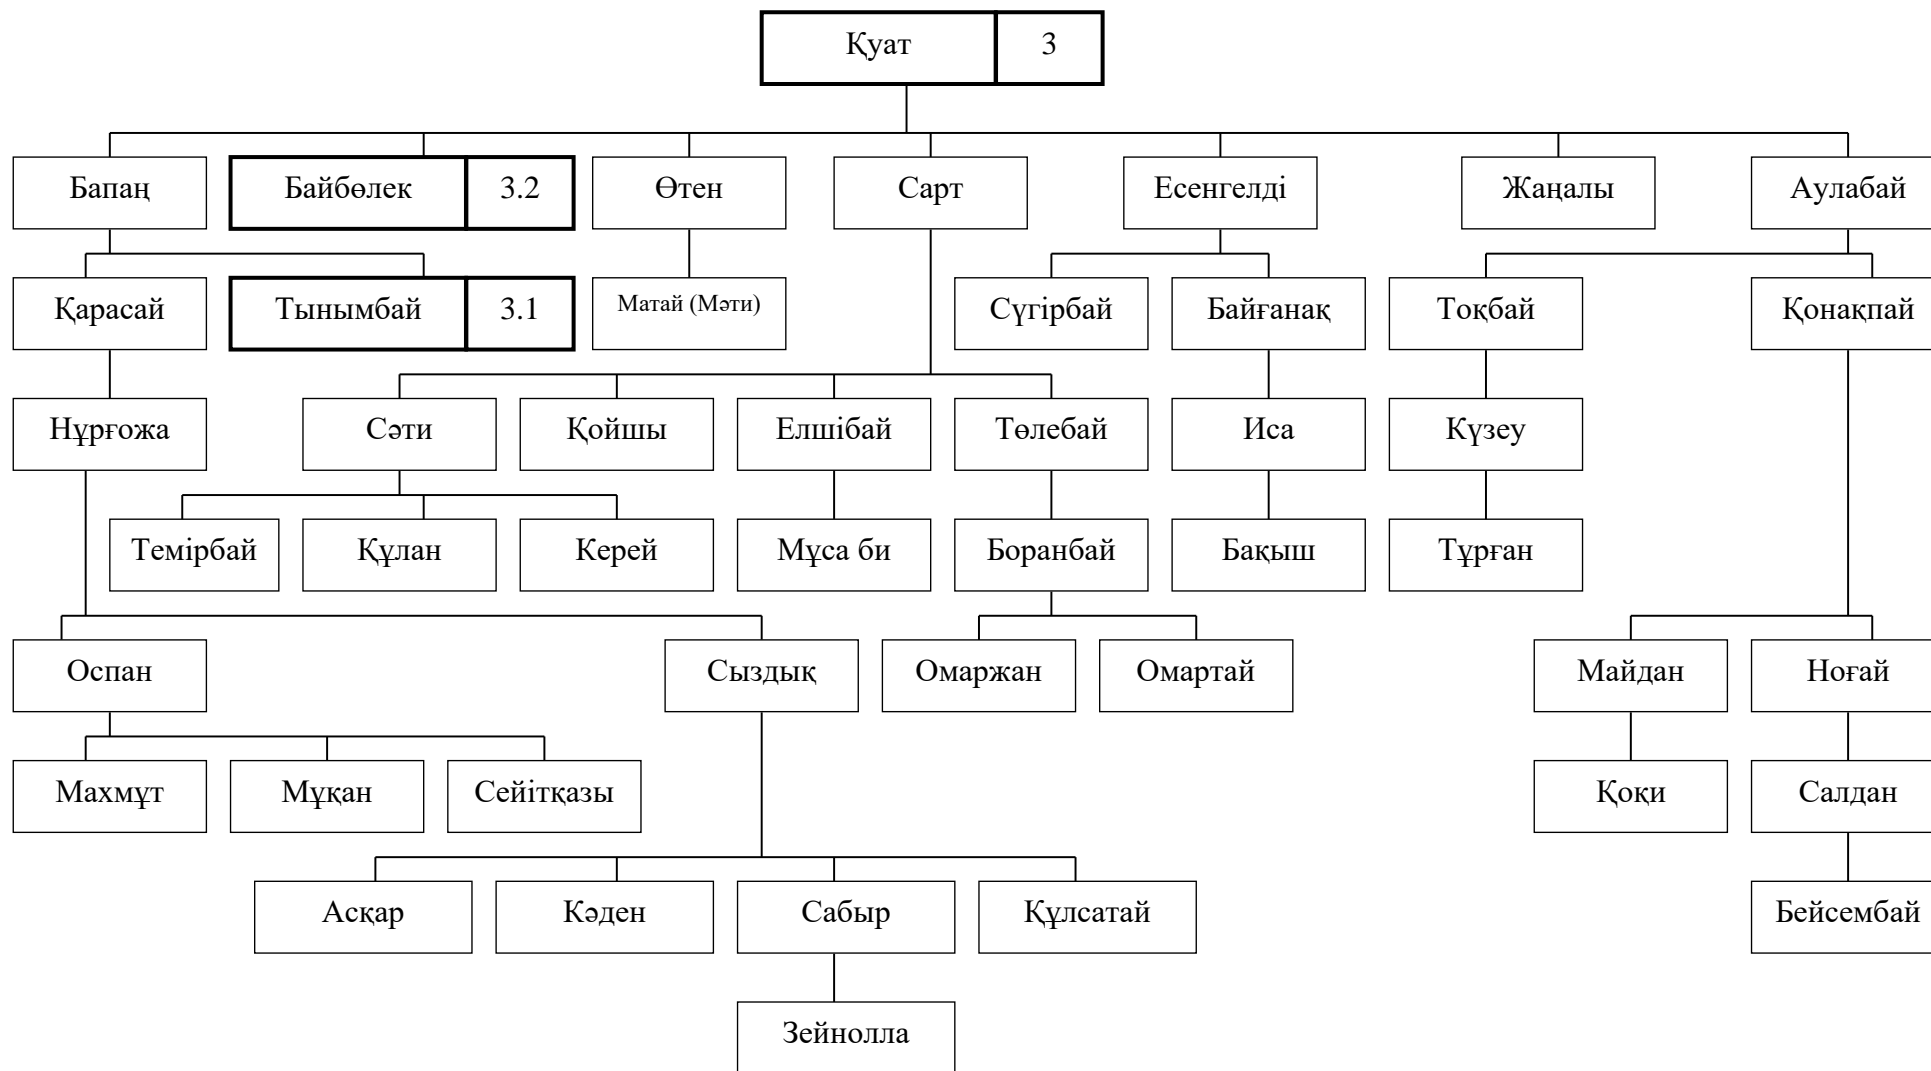 Қуат 3
Бапаң Байбөлек 3.2 Өтен Сарт Есенгелді Жаңалы Аулабай
Қарасай Тынымбай 3.1 Матай (Мәти) Сүгірбай Байғанақ Тоқбай Қонақпай
Нұрғожа Сәти Қойшы Елшібай Төлебай Иса Күзеу
Темірбай Құлан Керей Мұса би Боранбай Бақыш Тұрған
Оспан Сыздық Омаржан Омартай Майдан Ноғай
Махмұт Мұқан Сейітқазы Қоқи Салдан
Асқар Кәден Сабыр Құлсатай Бейсембай
Зейнолла